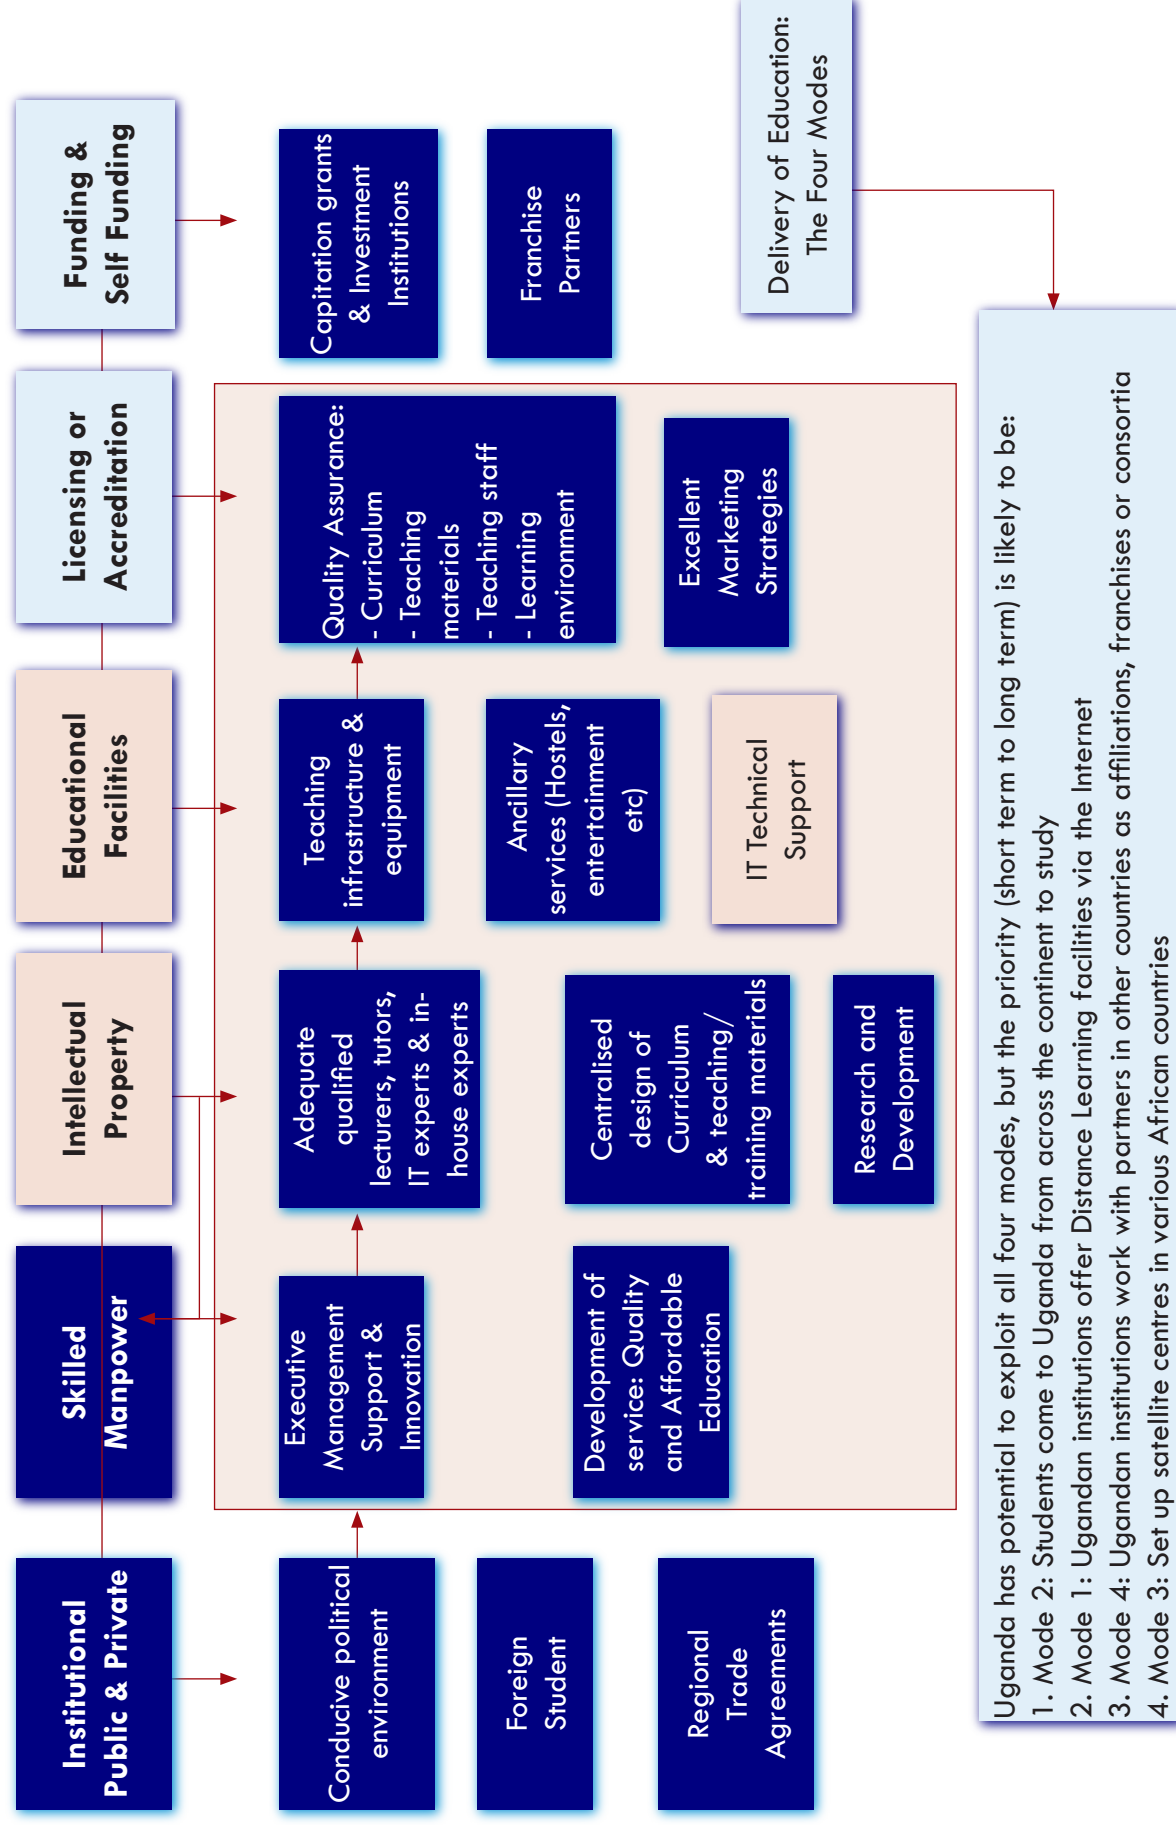 Institutional
Public & Private
Skilled
Manpower
Intellectual
Property
Educational
Facilities
Licensing or
Accreditation
Funding &
Self Funding
Conducive political
environment
Foreign
Student
Regional
Trade
Agreements
Executive
Management
Support &
Innovation
Development of
service: Quality
and Affordable
Education
Adequate
qualified
lecturers, tutors,
IT experts & in-
house experts
Centralised
design of
Curriculum
& teaching/
training materials
Research and
Development
Teaching
infrastructure &
equipment
Ancillary
services (Hostels,
entertainment
etc)
IT Technical
Support
Quality Assurance:
- Curriculum
- Teaching
materials
- Teaching staff
- Learning
environment
Excellent
Marketing
Strategies
Capitation grants
& Investment
Institutions
Franchise
Partners
Delivery of Education:
The Four Modes
Uganda has potential to exploit all four modes, but the priority (short term to long term) is likely to be:
1. Mode 2: Students come to Uganda from across the continent to study
2. Mode 1: Ugandan institutions offer Distance Learning facilities via the Internet
3. Mode 4: Ugandan institutions work with partners in other countries as affiliations, franchises or consortia
4. Mode 3: Set up satellite centres in various African countries